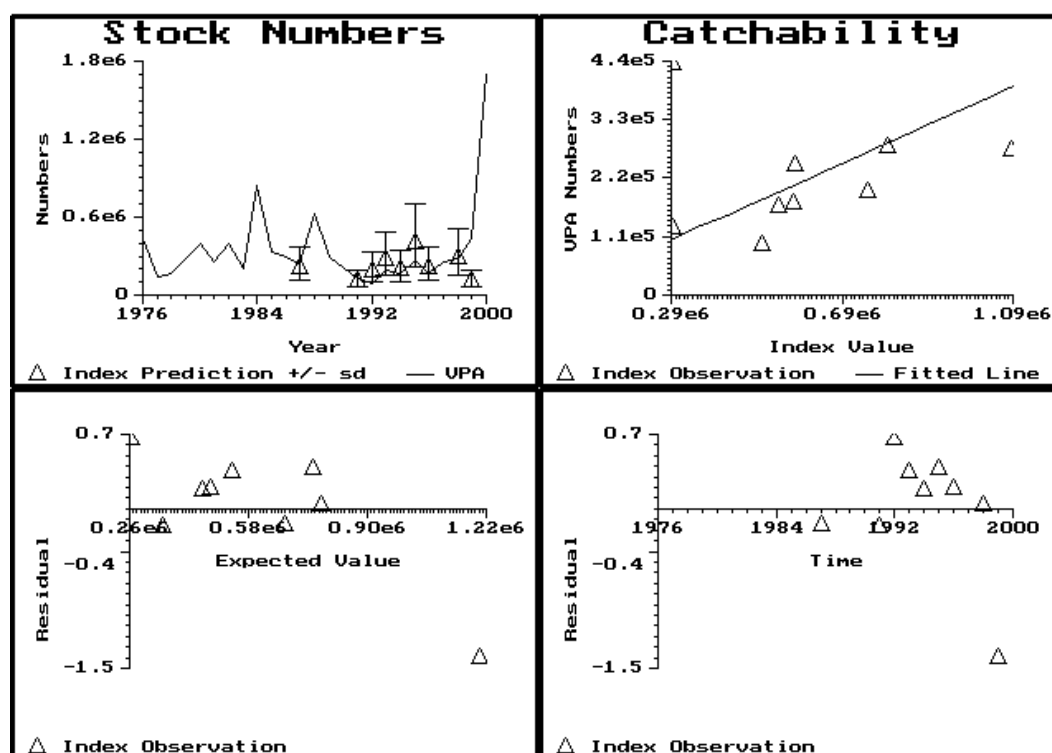 Stock Numbers
1.8e6
1.2e6
0.6e6
0
Numbers
1976 1984 1992 2000
Year
Index Prediction +/- sd VPA
Catchability
4.4e5
3.3e5
2.2e5
1.1e5
0
VPA Numbers
0.29e6 0.69e6 1.09e6
Index Value
Index Observation Fitted Line
0.7
-0.4
-1.5
Residual
0.26e6 0.58e6 0.90e6 1.22e6
Expected Value
Index Observation
0.7
-0.4
-1.5
Residual
1976 1984 1992 2000
Time
Index Observation